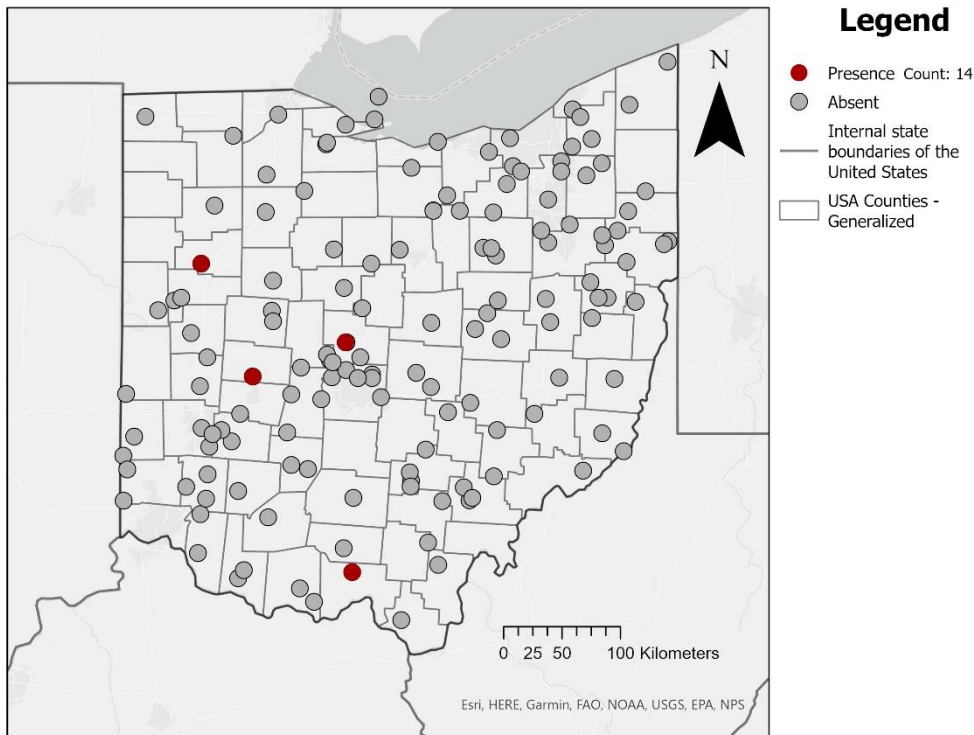 Legend
Presence Count: 14
Absent
Internal state
boundaries of the
United States
USA Counties -
Generalized
N
0 25 50 100 Kilometers
Esri, HERE, Garmin, FAO, NOAA, USGS, EPA, NPS